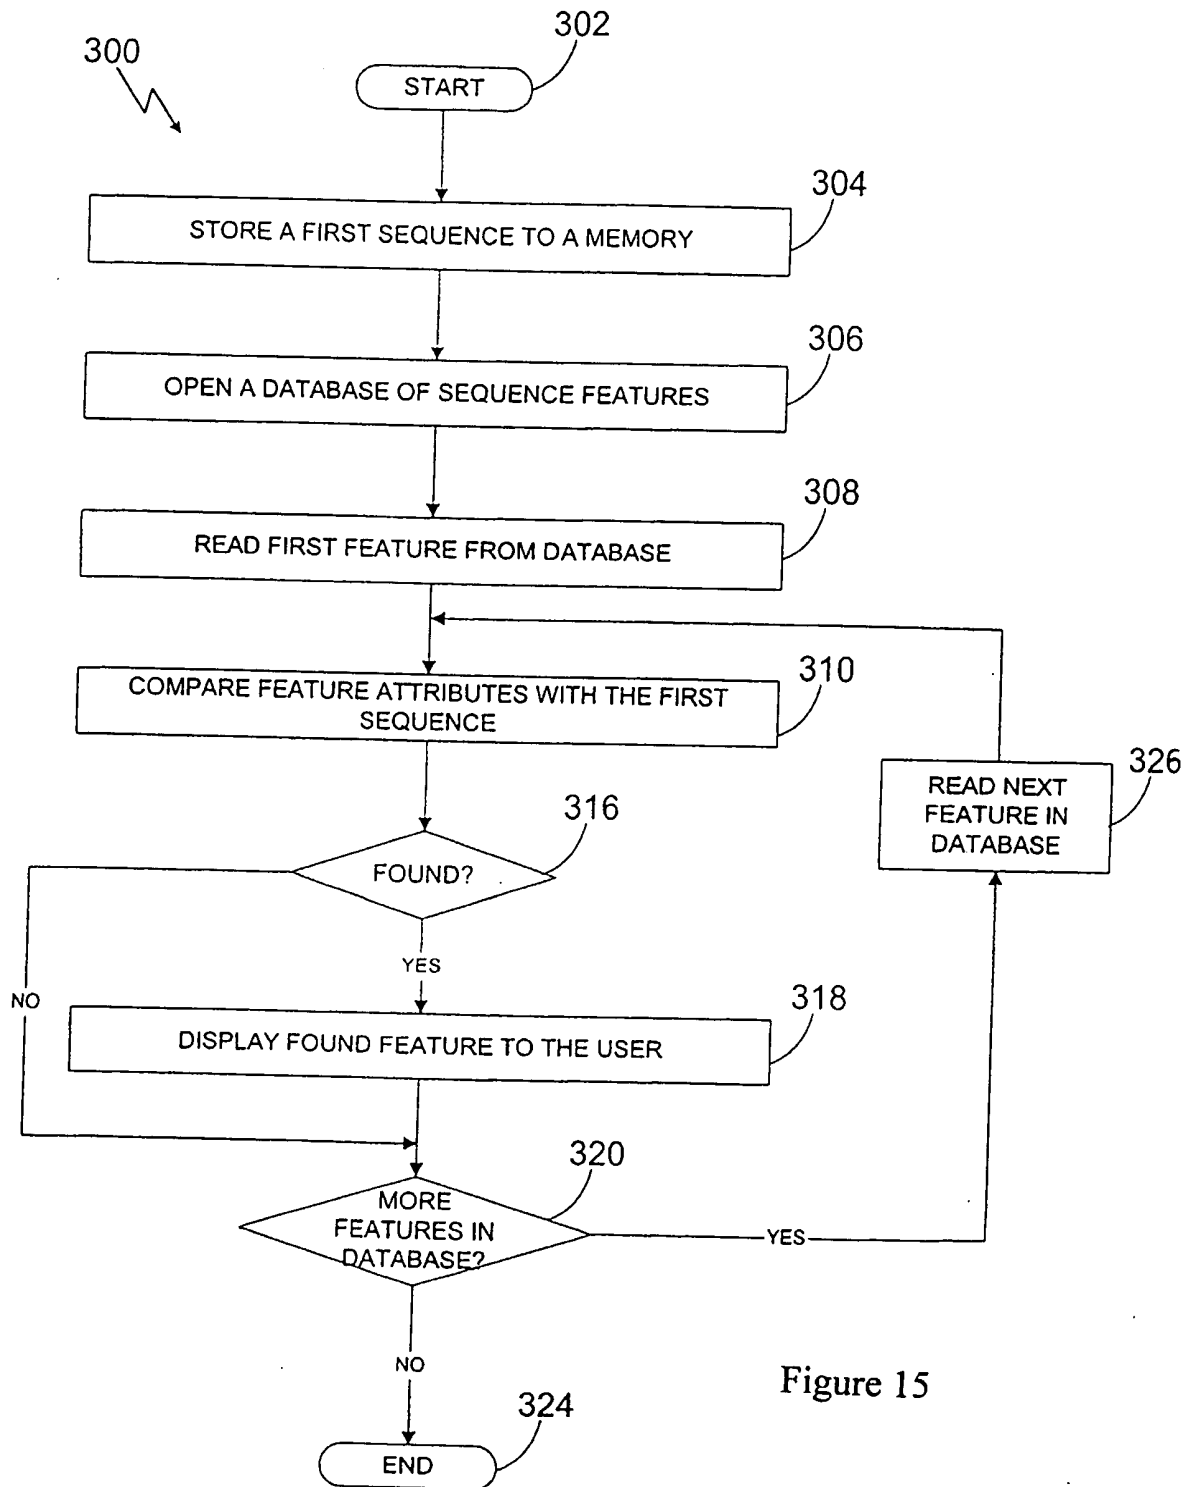 302
300
START
304
STORE A FIRST SEQUENCE TO A MEMORY
306
OPEN A DATABASE OF SEQUENCE FEATURES
308
READ FIRST FEATURE FROM DATABASE
310
COMPARE FEATURE ATTRIBUTES WITH THE FIRST
SEQUENCE
326
READ NEXT
FEATURE IN
DATABASE
316
FOUND?
YES
NO
318
DISPLAY FOUND FEATURE TO THE USER
320
MORE
FEATURES IN
DATABASE?
YES
NO
Figure 15
324
END